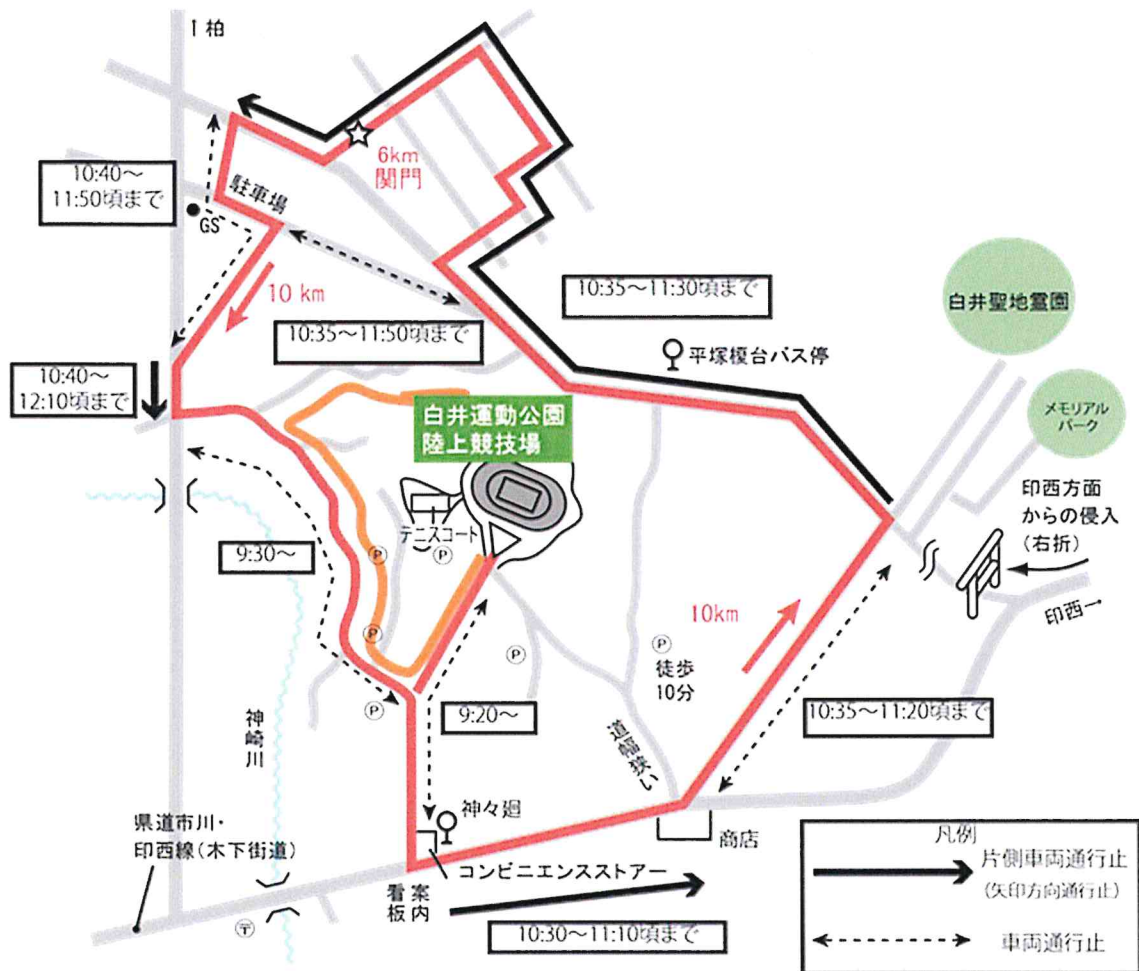 ↑柏
6km
関門
10:40〜
11:50頃まで
駐車場
GS
10 km
10:35〜11:30頃まで
白井聖地霊園
10:35〜11:50頃まで
平塚榎台バス停
10:40〜
12:10頃まで
メモリアル
パーク
白井運動公園
陸上競技場
印西方面
からの侵入
(右折)
テニスコート
P
9:30〜
P
印西→
P
10km
P
徒歩
10分
P
P
9:20〜
10:35〜11:20頃まで
道幅狭い
神崎川
神々廻
県道市川・
印西線(木下街道)
商店
凡例
片側車両通行止
(矢印方向通行止)
コンビニエンスストアー
案内
看板
〒
10:30〜11:10頃まで
車両通行止